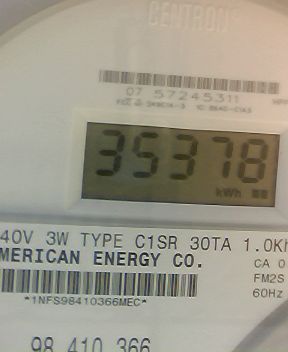 CENTRON
07 57245311
35378
kWh
40V 3W TYPE C1SR 30TA 1.0Kh
MERICAN ENERGY CO.
CA 0
FM2S
60Hz
*1NFS98410366MEC*
98 410 366